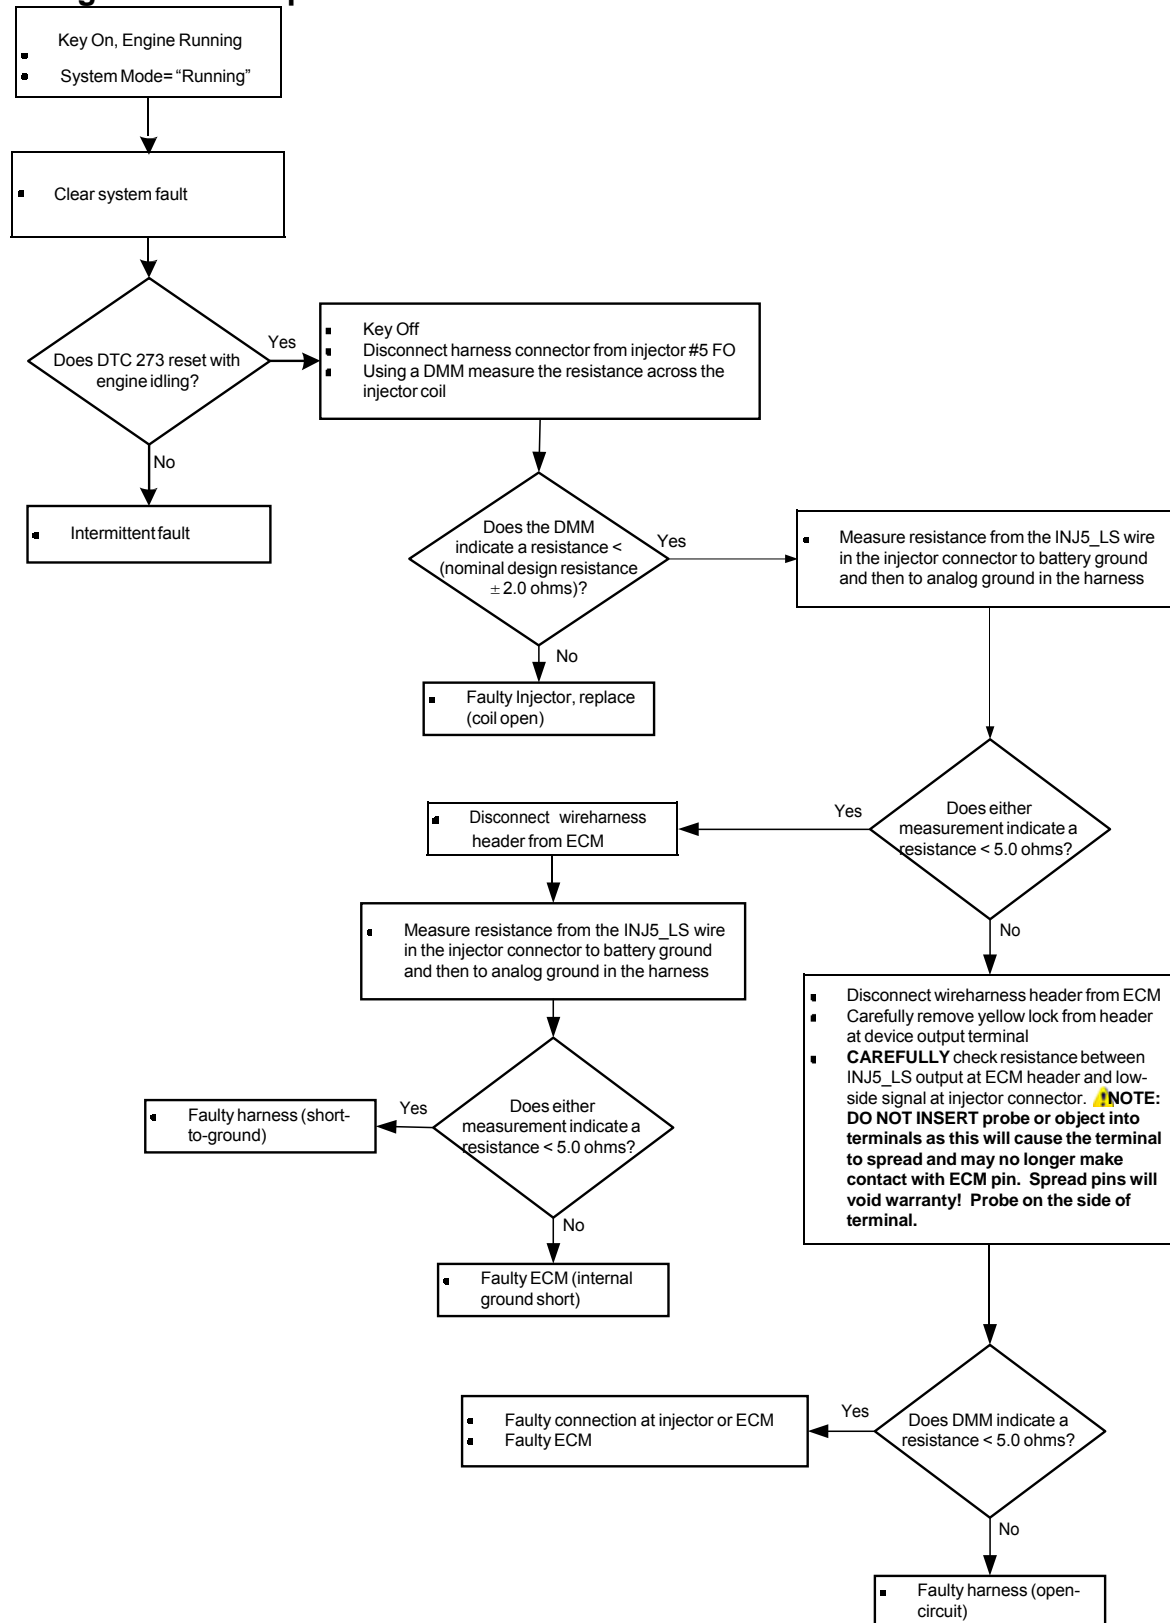 Key On, Engine Running
System Mode= “Running”
Clear system fault
Does DTC 273 reset with
engine idling?
Yes
No
Intermittent fault
Key Off
Disconnect harness connector from injector #5 FO
Using a DMM measure the resistance across the
injector coil
Does the DMM
indicate a resistance <
(nominal design resistance
± 2.0 ohms)?
Yes
No
Faulty Injector, replace
(coil open)
Measure resistance from the INJ5_LS wire
in the injector connector to battery ground
and then to analog ground in the harness
Does either
measurement indicate a
resistance < 5.0 ohms?
Yes
No
Disconnect wireharness
header from ECM
Measure resistance from the INJ5_LS wire
in the injector connector to battery ground
and then to analog ground in the harness
Does either
measurement indicate a
resistance < 5.0 ohms?
Yes
Faulty harness (short-
to-ground)
No
Faulty ECM (internal
ground short)
Disconnect wireharness header from ECM
Carefully remove yellow lock from header
at device output terminal
CAREFULLY check resistance between
INJ5_LS output at ECM header and low-
side signal at injector connector. NOTE:
DO NOT INSERT probe or object into
terminals as this will cause the terminal
to spread and may no longer make
contact with ECM pin. Spread pins will
void warranty! Probe on the side of
terminal.
Does DMM indicate a
resistance < 5.0 ohms?
Yes
Faulty connection at injector or ECM
Faulty ECM
No
Faulty harness (open-
circuit)